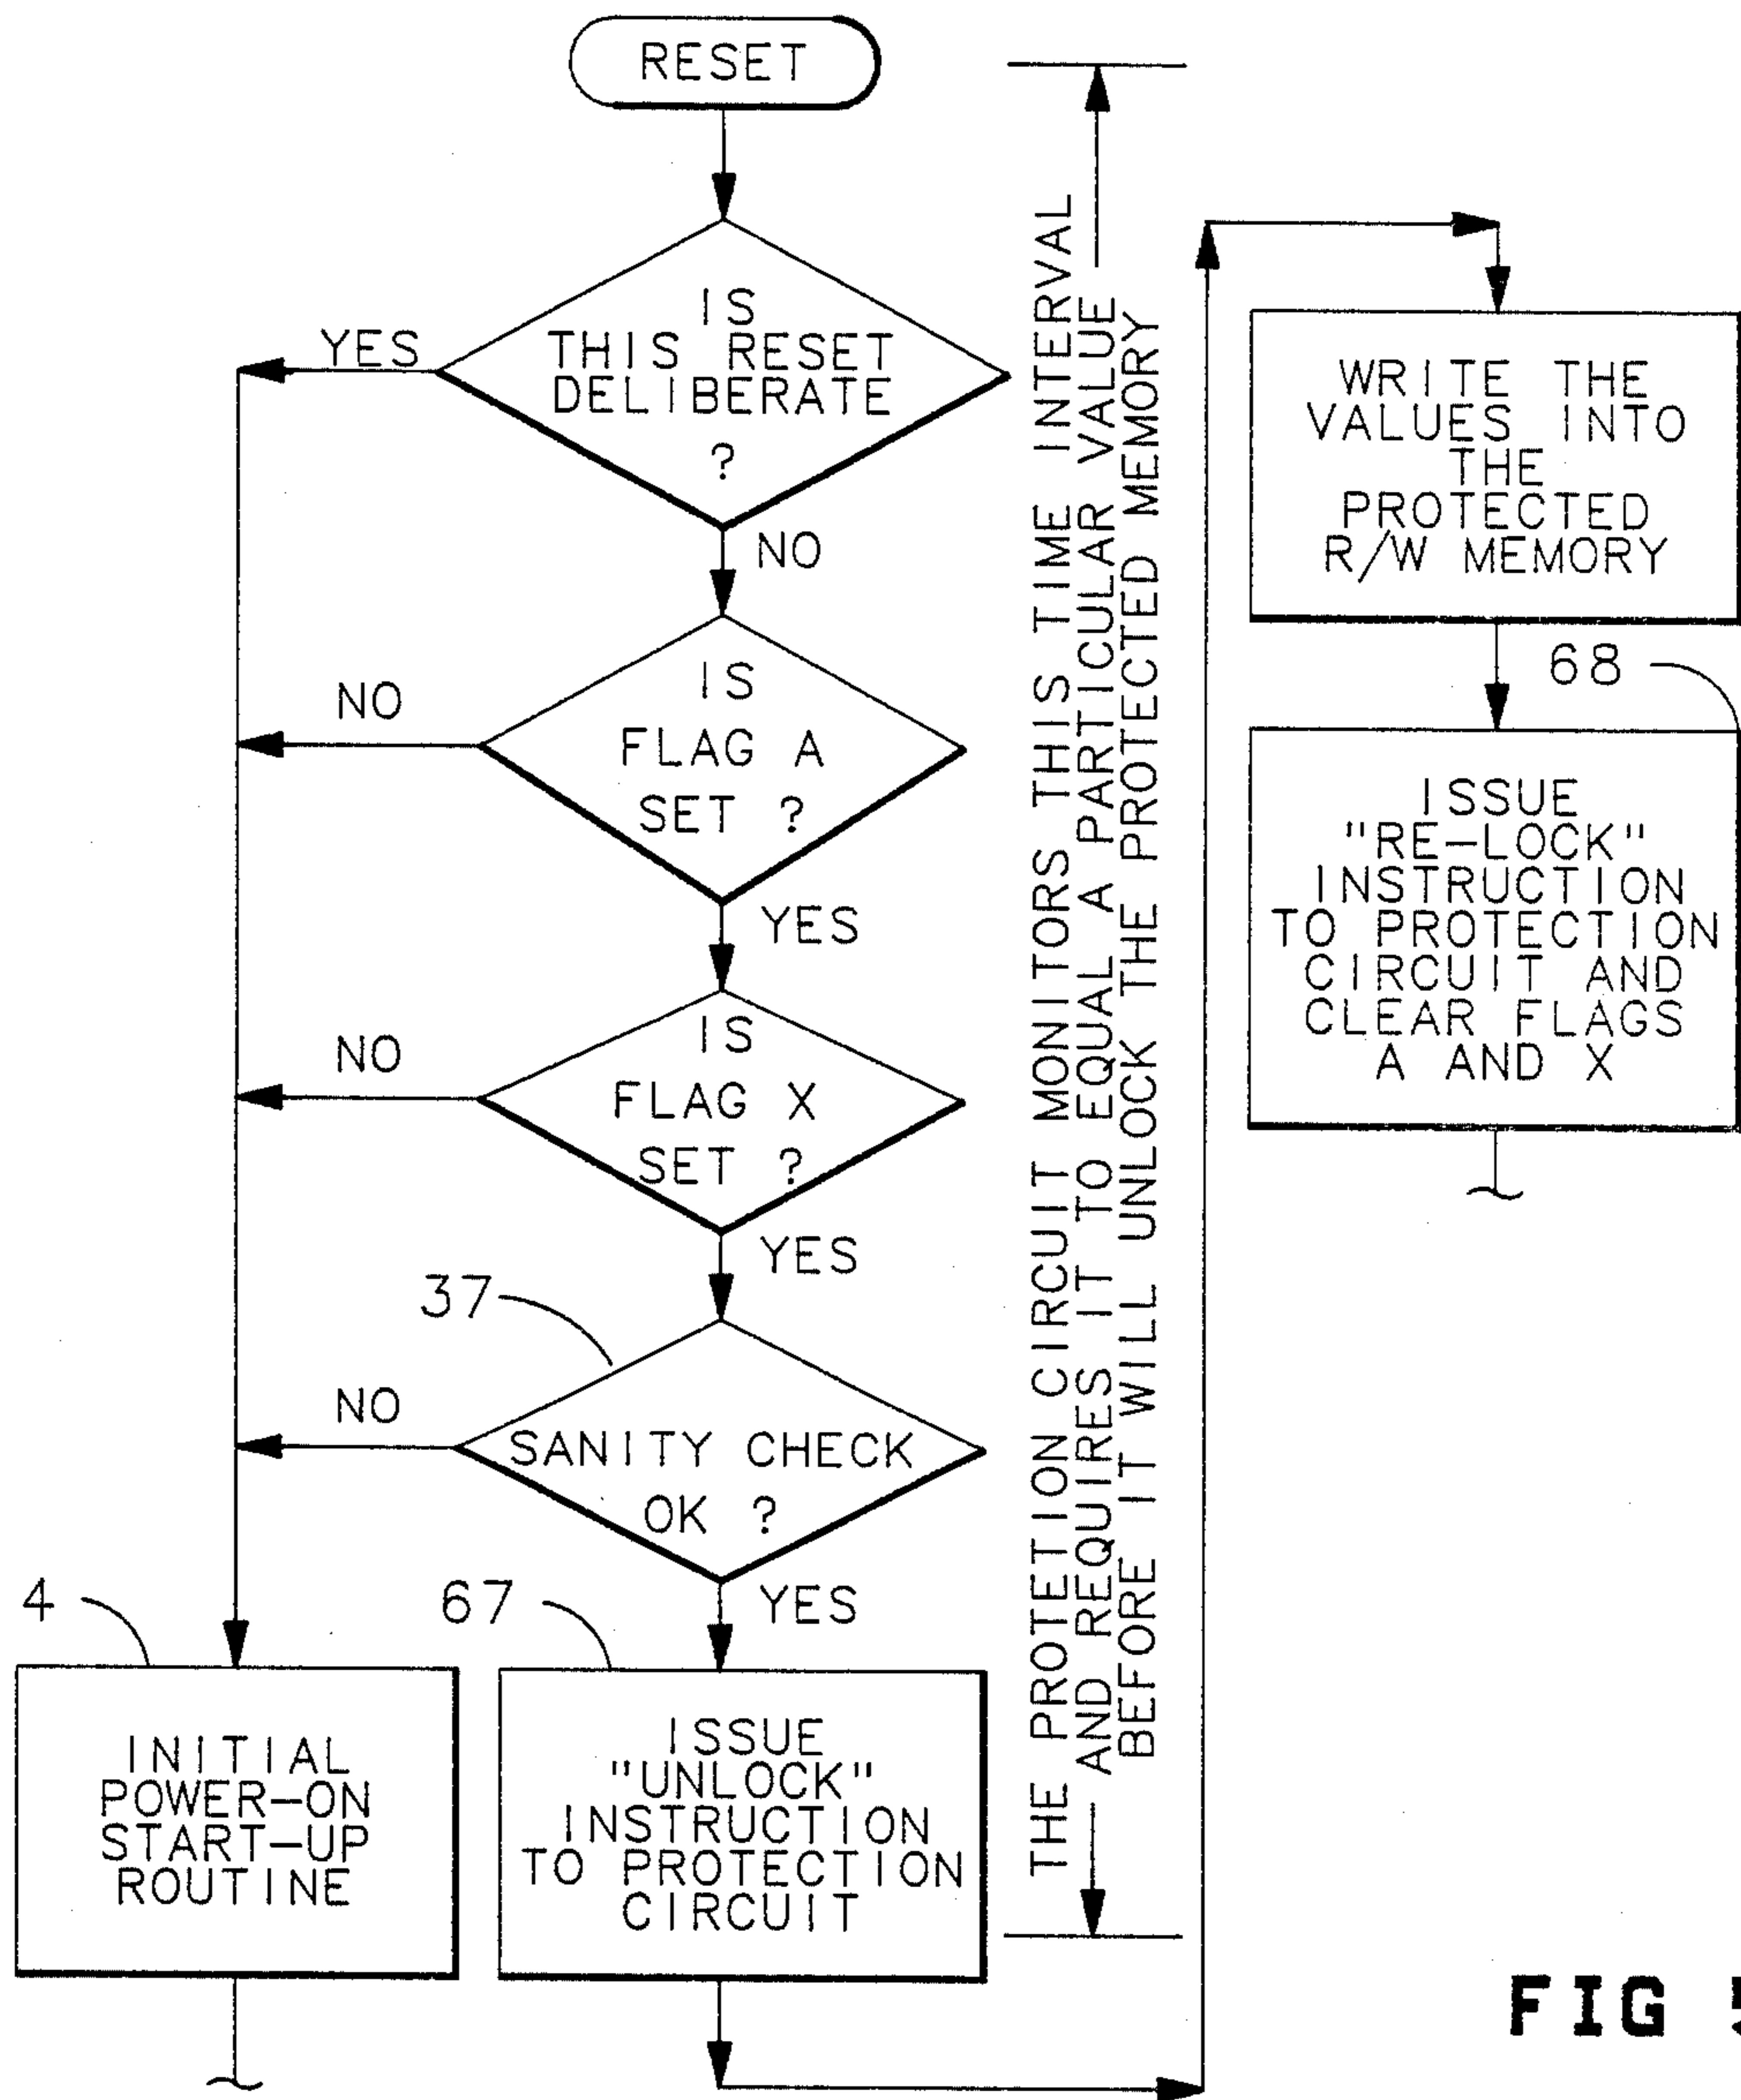 RESET
IS
THIS RESET
DELIBERATE
?
YES
NO
IS
FLAG A
SET ?
NO
YES
IS
FLAG X
SET ?
NO
YES
37
SANITY CHECK
OK ?
NO
YES
4
INITIAL
POWER-ON
START-UP
ROUTINE
67
ISSUE
"UNLOCK"
INSTRUCTION
TO PROTECTION
CIRCUIT
THE PROTETION CIRCUIT MONITORS THIS TIME INTERVAL
AND REQUIRES IT TO EQUAL A PARTICULAR VALUE
BEFORE IT WILL UNLOCK THE PROTECTED MEMORY
WRITE THE
VALUES INTO
THE
PROTECTED
R/W MEMORY
68
ISSUE
"RE-LOCK"
INSTRUCTION
TO PROTECTION
CIRCUIT AND
CLEAR FLAGS
A AND X
FIG 5